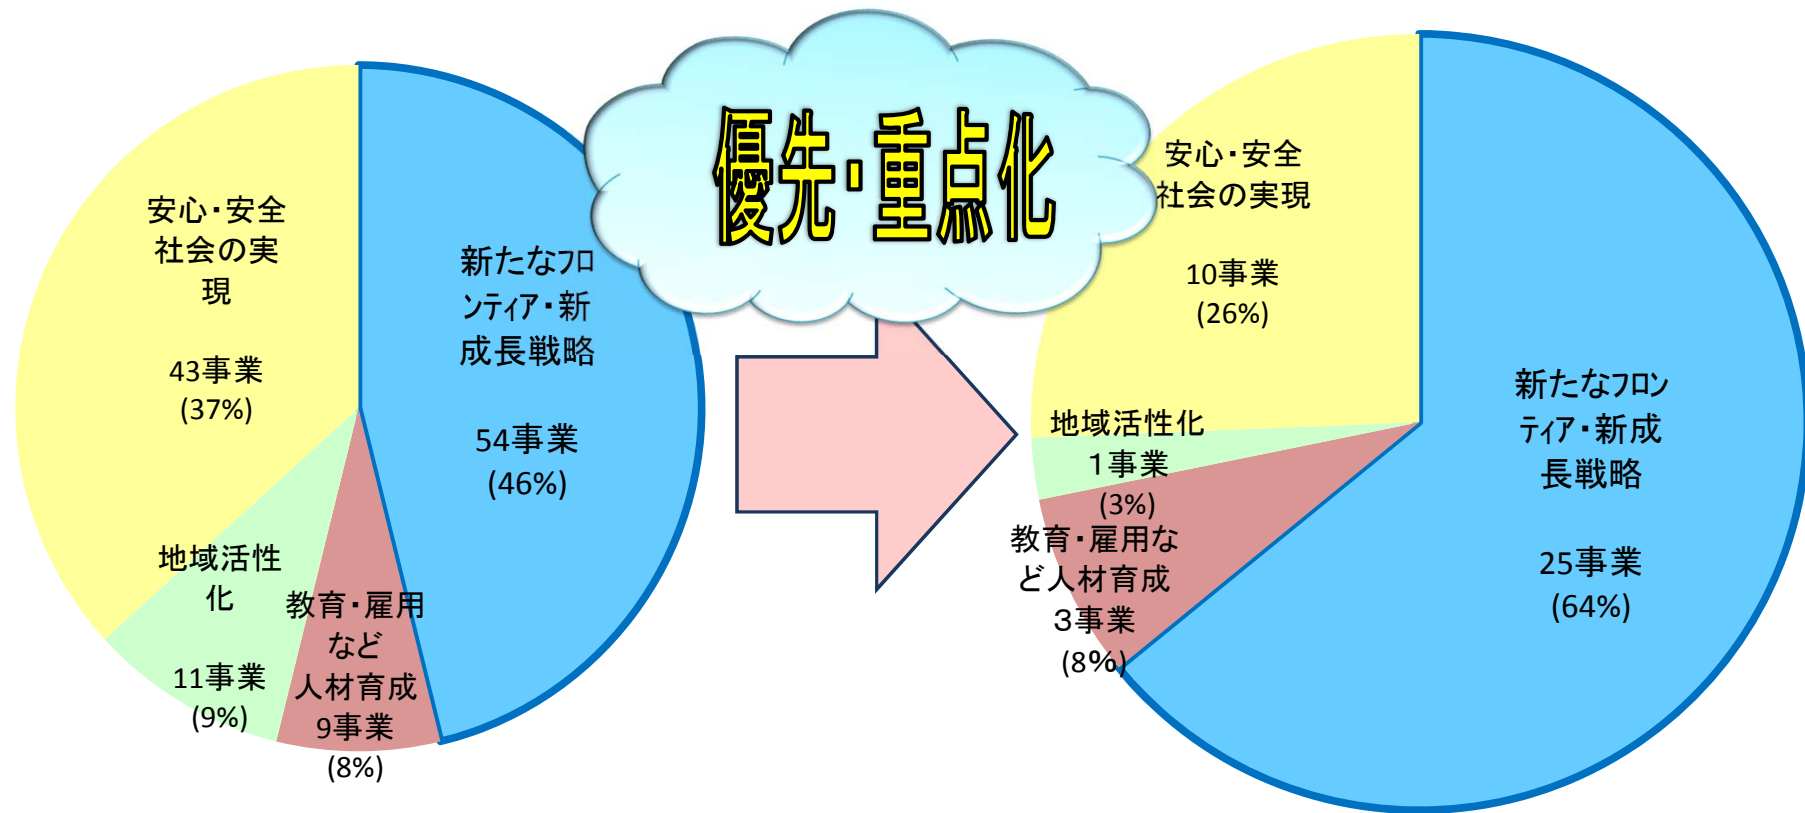 優先・重点化
安心・安全
社会の実
現
43事業
(37%)
新たなフロ
ンティア・新
成長戦略
54事業
(46%)
地域活性
化
11事業
(9%)
教育・雇用
など
人材育成
9事業
(8%)
安心・安全
社会の実現
10事業
(26%)
地域活性化
１事業
(3%)
教育・雇用な
ど人材育成
３事業
(8%)
新たなフロン
ティア・新成
長戦略
25事業
(64%)